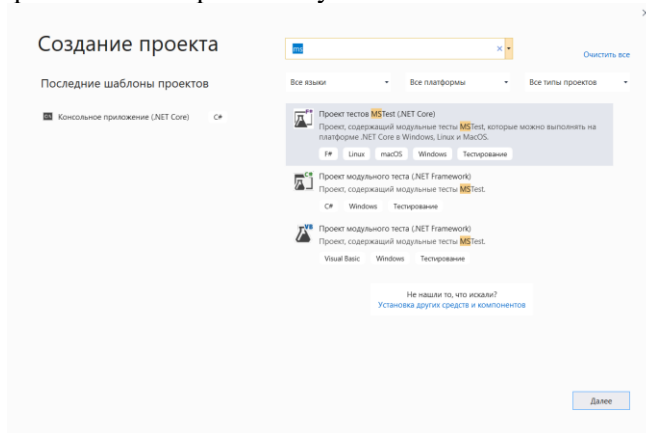 Создание проекта
ms
Очистить все
Последние шаблоны проектов
Все языки
Все платформы
Все типы проектов
Консольное приложение (.NET Core) C#
Проект тестов MSTest (.NET Core)
Проект, содержащий модульные тесты MSTest, которые можно выполнять на
платформе .NET Core в Windows, Linux и MacOS.
F# Linux macOS Windows Тестирование
Проект модульного теста (.NET Framework)
Проект, содержащий модульные тесты MSTest.
C# Windows Тестирование
Проект модульного теста (.NET Framework)
Проект, содержащий модульные тесты MSTest.
Visual Basic Windows Тестирование
Не нашли то, что искали?
Установка других средств и компонентов
Далее